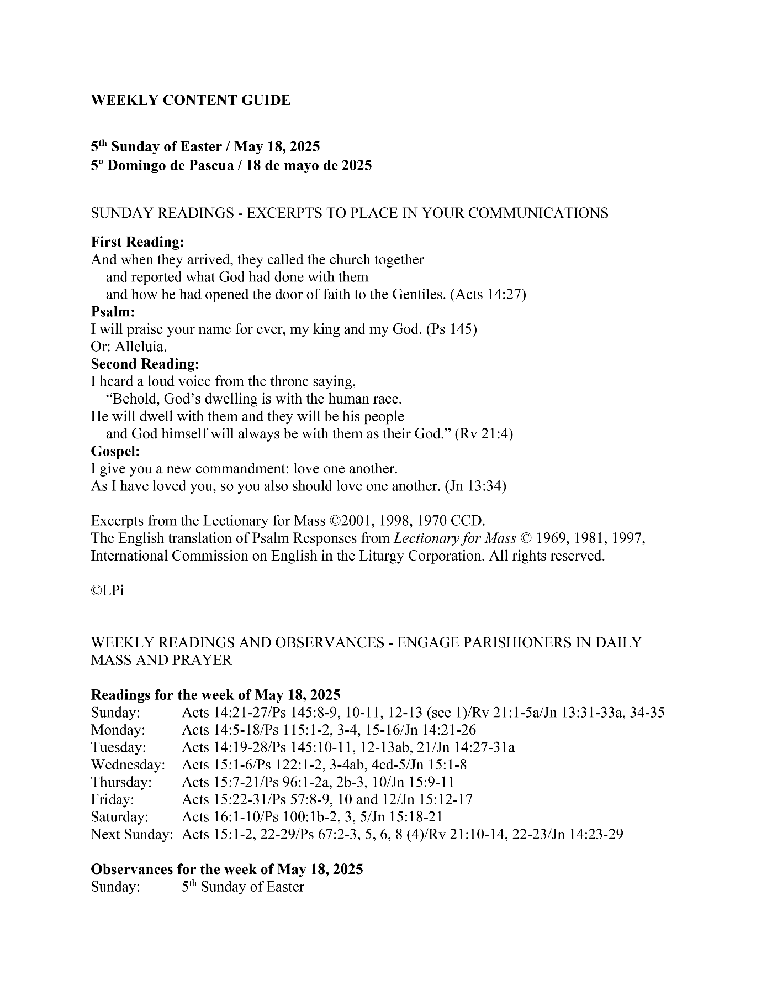 WEEKLY CONTENT GUIDE
5th Sunday of Easter / May 18, 2025
5º Domingo de Pascua / 18 de mayo de 2025
SUNDAY READINGS - EXCERPTS TO PLACE IN YOUR COMMUNICATIONS
First Reading:
And when they arrived, they called the church together
and reported what God had done with them
and how he had opened the door of faith to the Gentiles. (Acts 14:27)
Psalm:
I will praise your name for ever, my king and my God. (Ps 145)
Or: Alleluia.
Second Reading:
I heard a loud voice from the throne saying,
“Behold, God’s dwelling is with the human race.
He will dwell with them and they will be his people
and God himself will always be with them as their God.” (Rv 21:4)
Gospel:
I give you a new commandment: love one another.
As I have loved you, so you also should love one another. (Jn 13:34)
Excerpts from the Lectionary for Mass ©2001, 1998, 1970 CCD.
The English translation of Psalm Responses from Lectionary for Mass © 1969, 1981, 1997,
International Commission on English in the Liturgy Corporation. All rights reserved.
©LPi
WEEKLY READINGS AND OBSERVANCES - ENGAGE PARISHIONERS IN DAILY
MASS AND PRAYER
Readings for the week of May 18, 2025
Sunday: Acts 14:21-27/Ps 145:8-9, 10-11, 12-13 (see 1)/Rv 21:1-5a/Jn 13:31-33a, 34-35
Monday: Acts 14:5-18/Ps 115:1-2, 3-4, 15-16/Jn 14:21-26
Tuesday: Acts 14:19-28/Ps 145:10-11, 12-13ab, 21/Jn 14:27-31a
Wednesday: Acts 15:1-6/Ps 122:1-2, 3-4ab, 4cd-5/Jn 15:1-8
Thursday: Acts 15:7-21/Ps 96:1-2a, 2b-3, 10/Jn 15:9-11
Friday: Acts 15:22-31/Ps 57:8-9, 10 and 12/Jn 15:12-17
Saturday: Acts 16:1-10/Ps 100:1b-2, 3, 5/Jn 15:18-21
Next Sunday: Acts 15:1-2, 22-29/Ps 67:2-3, 5, 6, 8 (4)/Rv 21:10-14, 22-23/Jn 14:23-29
Observances for the week of May 18, 2025
Sunday: 5th Sunday of Easter